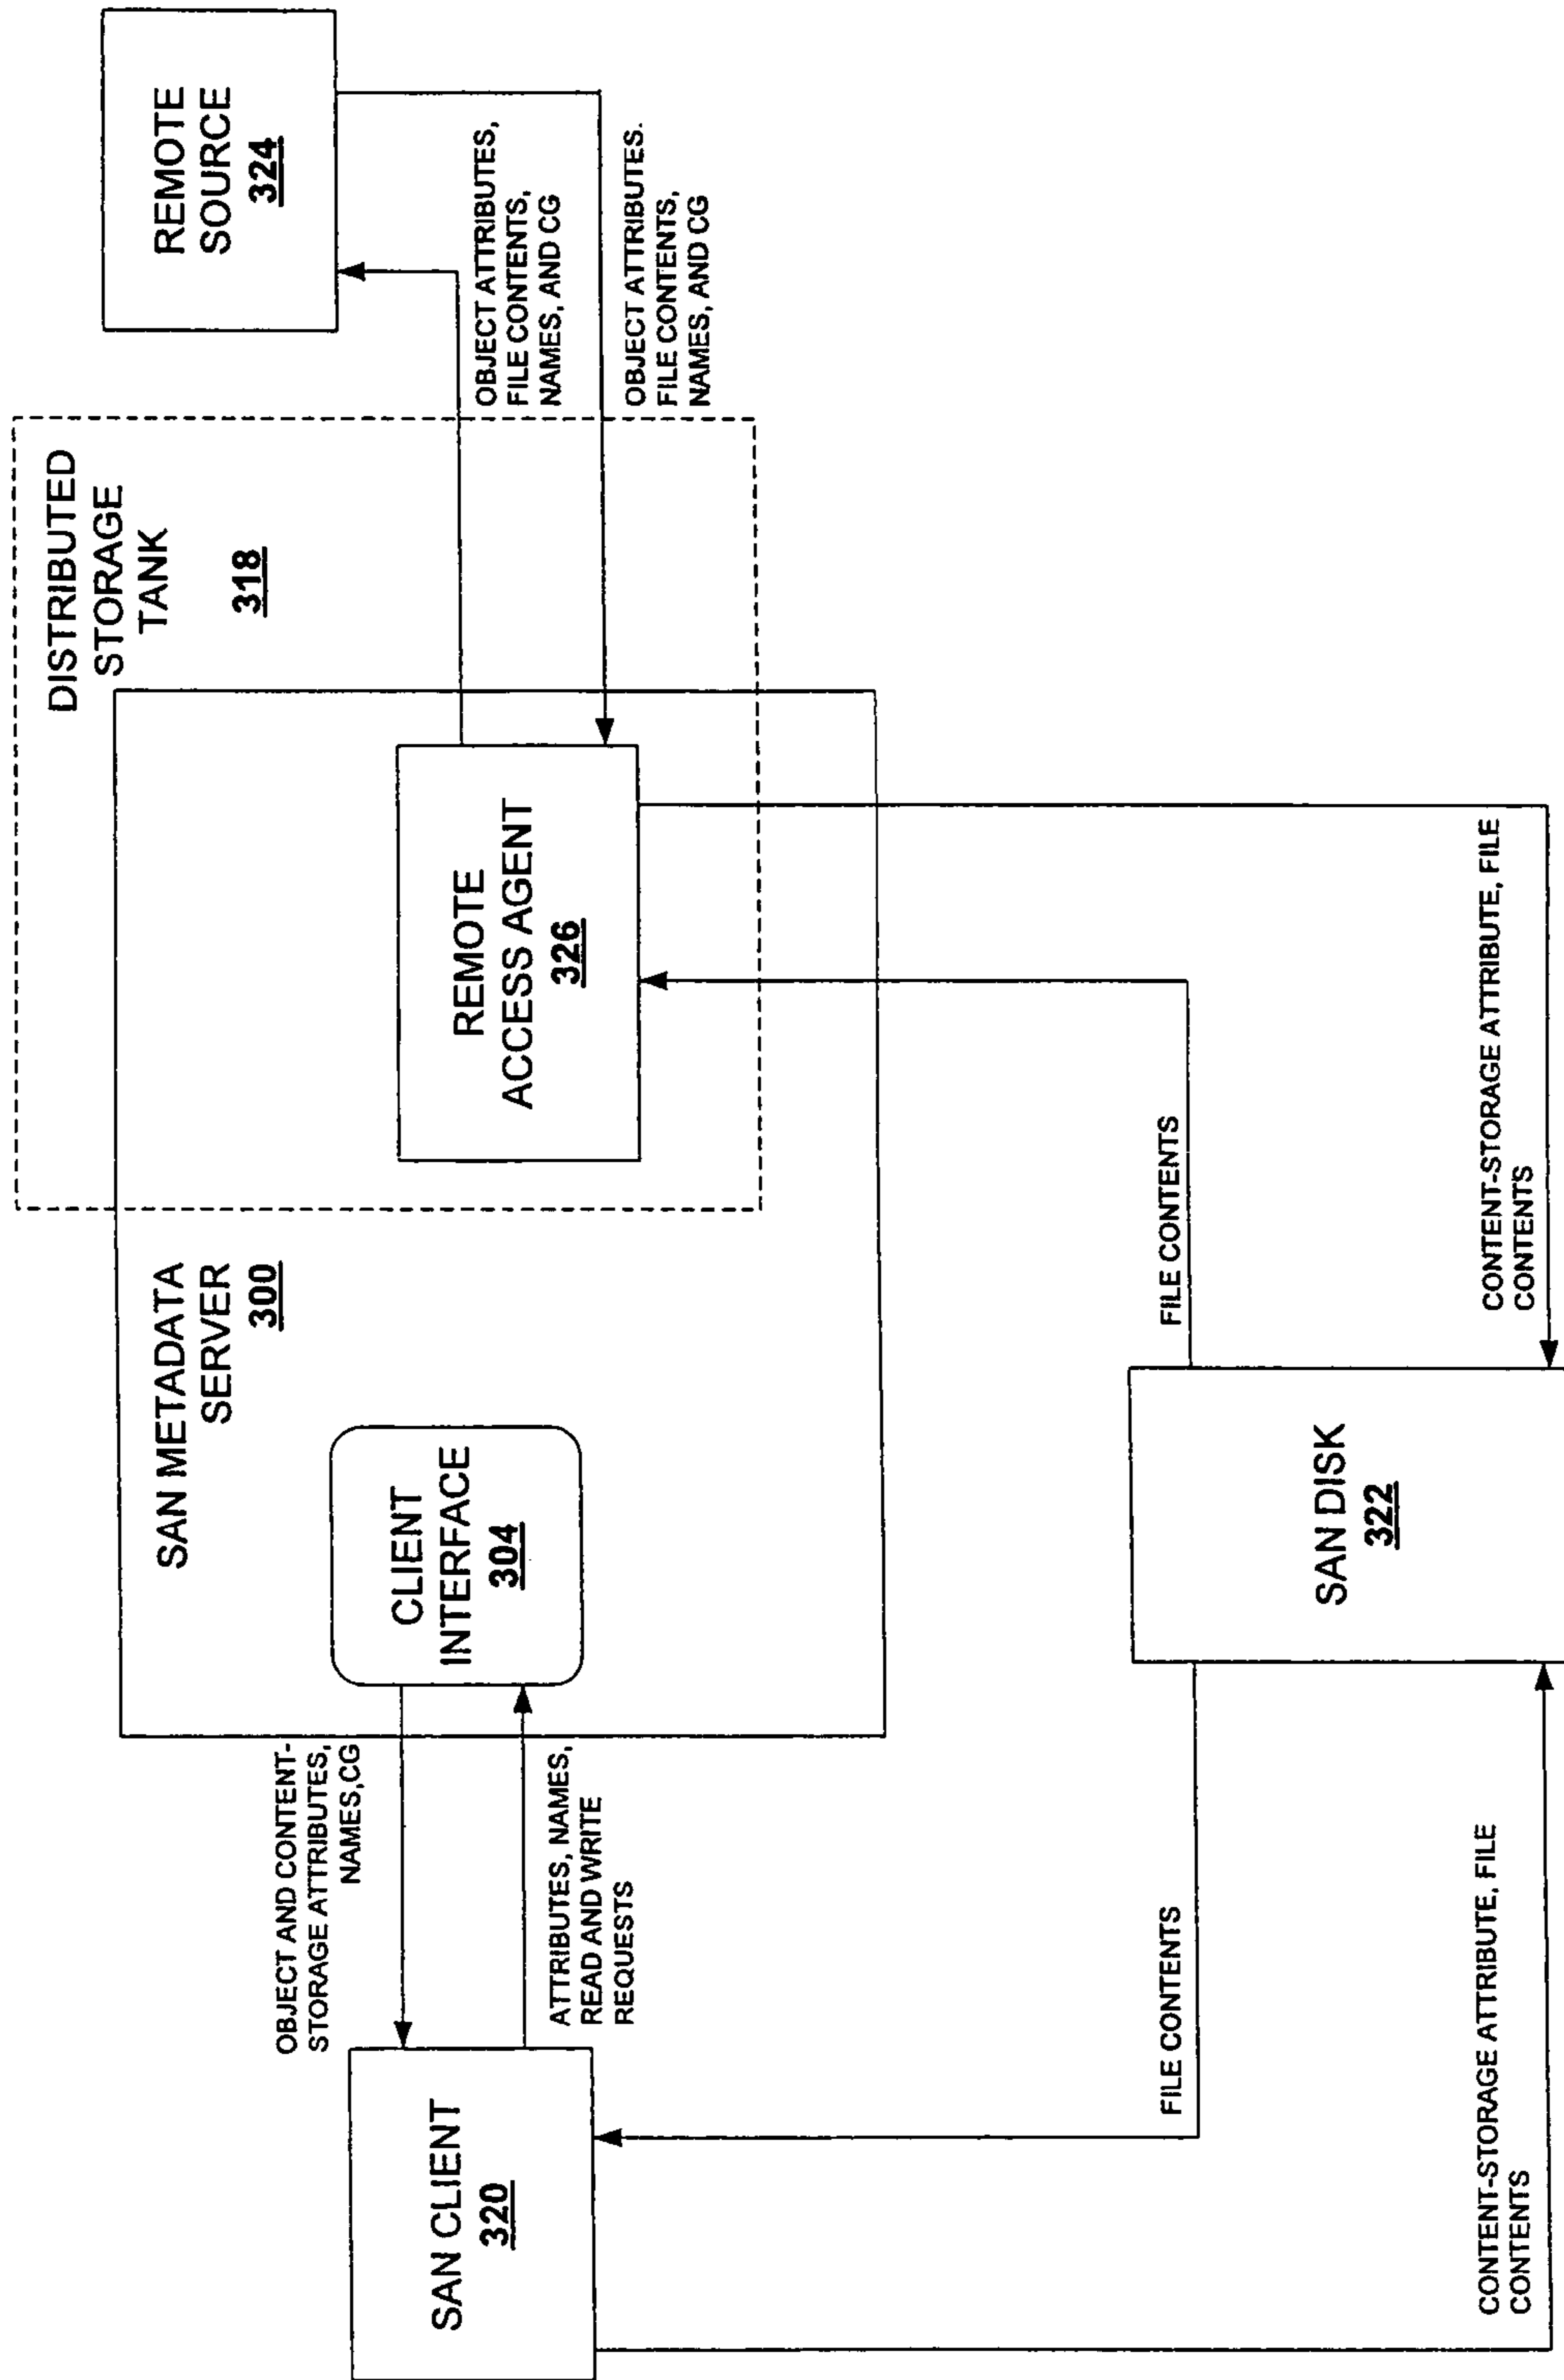 DISTRIBUTED
STORAGE
TANK
318
REMOTE
SOURCE
324
SAN METADATA
SERVER
300
OBJECT AND CONTENT-
STORAGE ATTRIBUTES,
NAMES,CG
CLIENT
INTERFACE
304
REMOTE
ACCESS AGENT
326
OBJECT ATTRIBUTES,
FILE CONTENTS,
NAMES, AND CG
SAN CLIENT
320
ATTRIBUTES, NAMES,
READ AND WRITE
REQUESTS
OBJECT ATTRIBUTES.
FILE CONTENTS,
NAMES, AND CG
FILE CONTENTS
FILE CONTENTS
SAN DISK
322
CONTENT-STORAGE ATTRIBUTE, FILE
CONTENTS
CONTENT-STORAGE ATTRIBUTE, FILE
CONTENTS